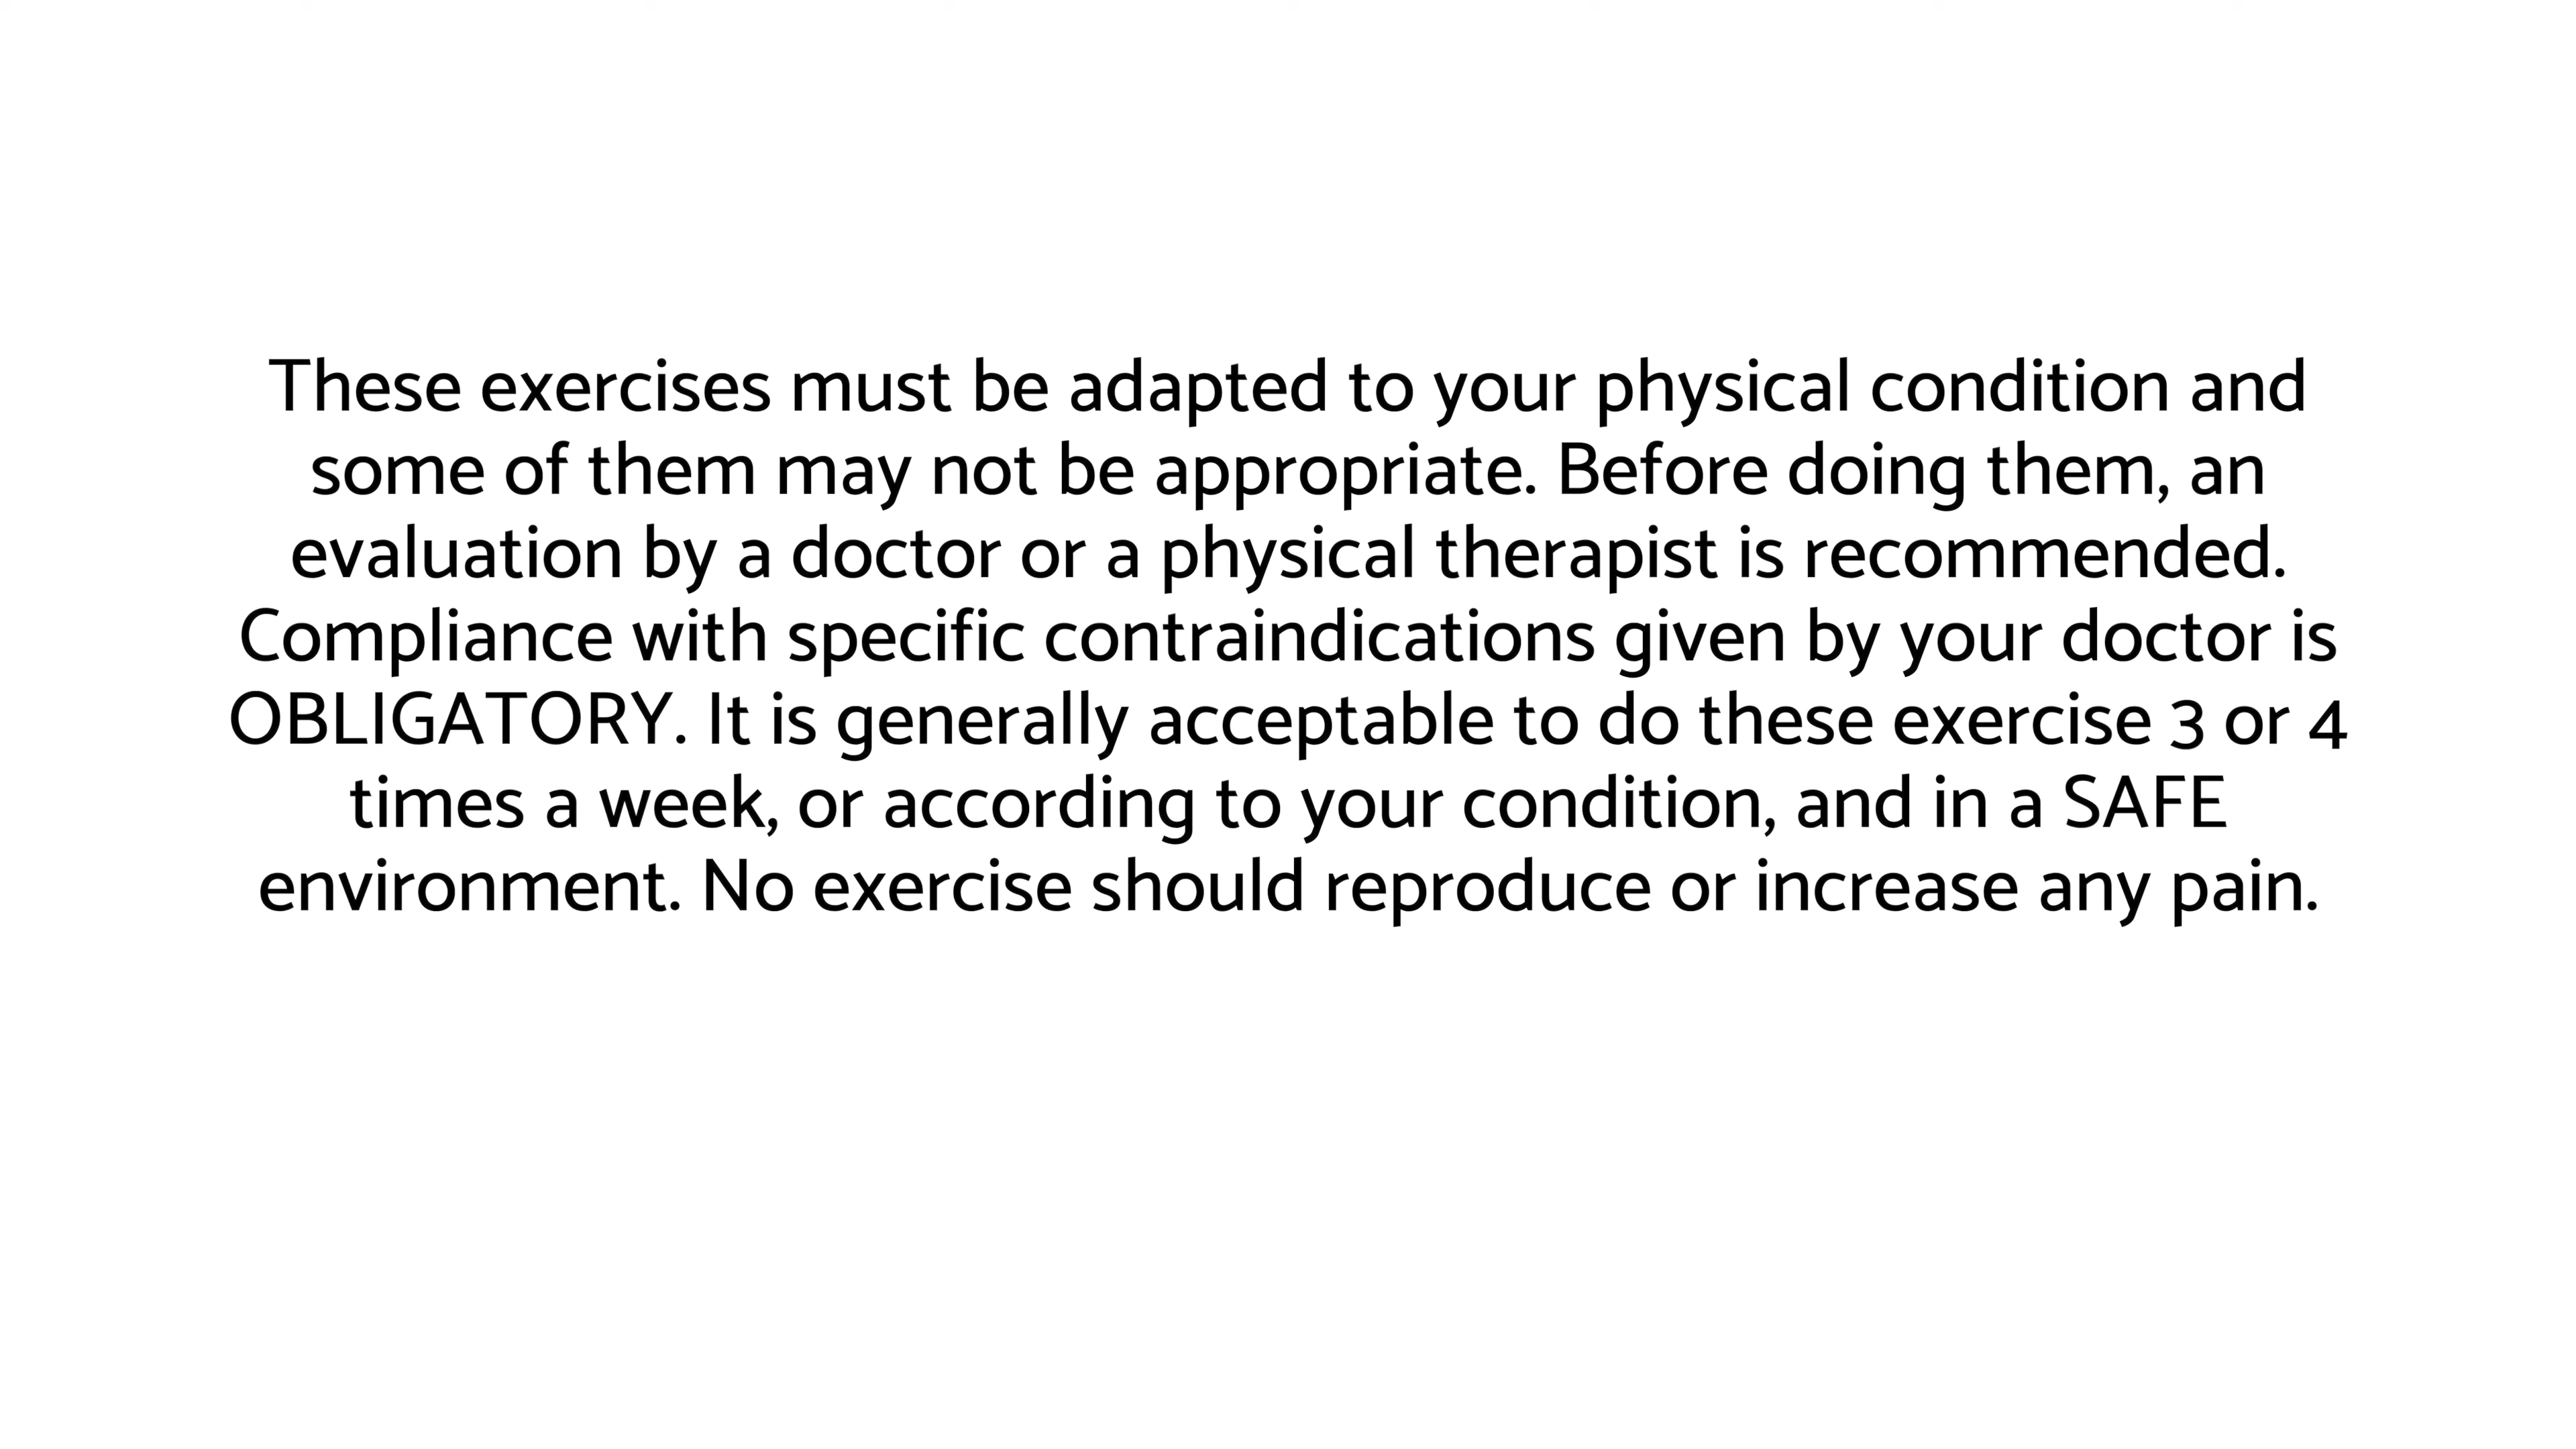 These exercises must be adapted to your physical condition and
some of them may not be appropriate. Before doing them, an
evaluation by a doctor or a physical therapist is recommended.
Compliance with specific contraindications given by your doctor is
OBLIGATORY. It is generally acceptable to do these exercise 3 or 4
times a week, or according to your condition, and in a SAFE
environment. No exercise should reproduce or increase any pain.